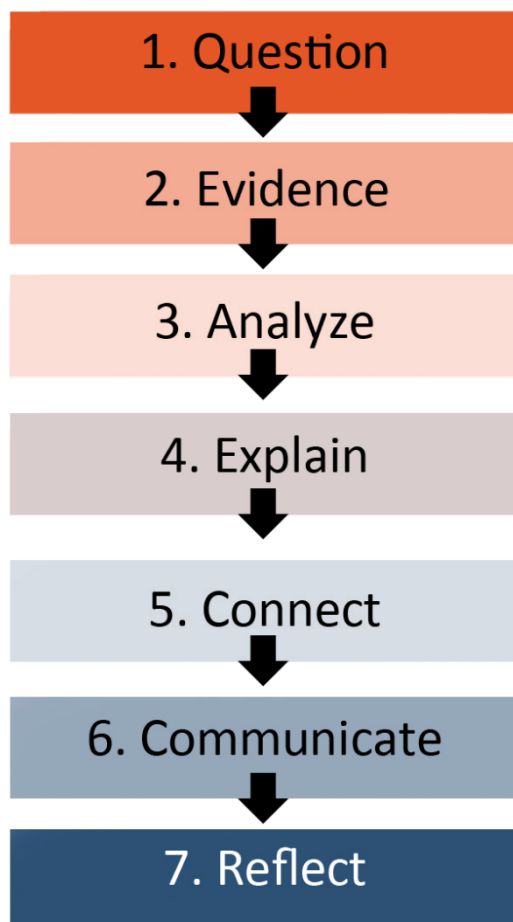 1. Question
2. Evidence
3. Analyze
4. Explain
5. Connect
6. Communicate
7. Reflect